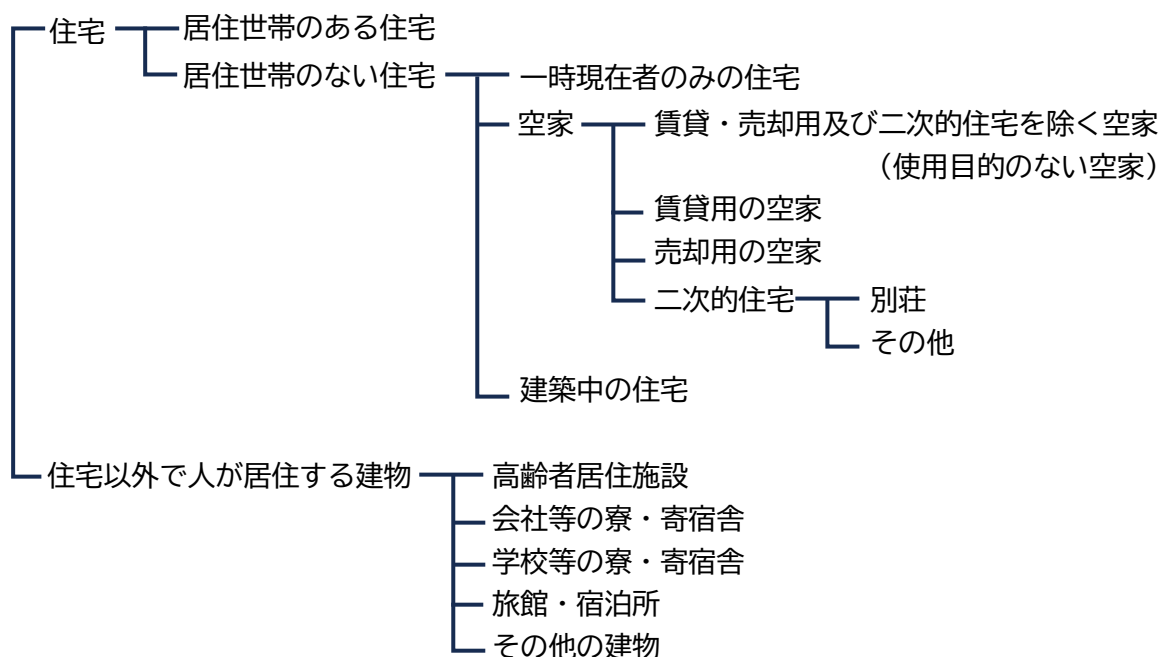 住宅
居住世帯のある住宅
居住世帯のない住宅
一時現在者のみの住宅
空家
賃貸・売却用及び二次的住宅を除く空家
（使用目的のない空家）
賃貸用の空家
売却用の空家
二次的住宅
別荘
その他
建築中の住宅
住宅以外で人が居住する建物
高齢者居住施設
会社等の寮・寄宿舎
学校等の寮・寄宿舎
旅館・宿泊所
その他の建物